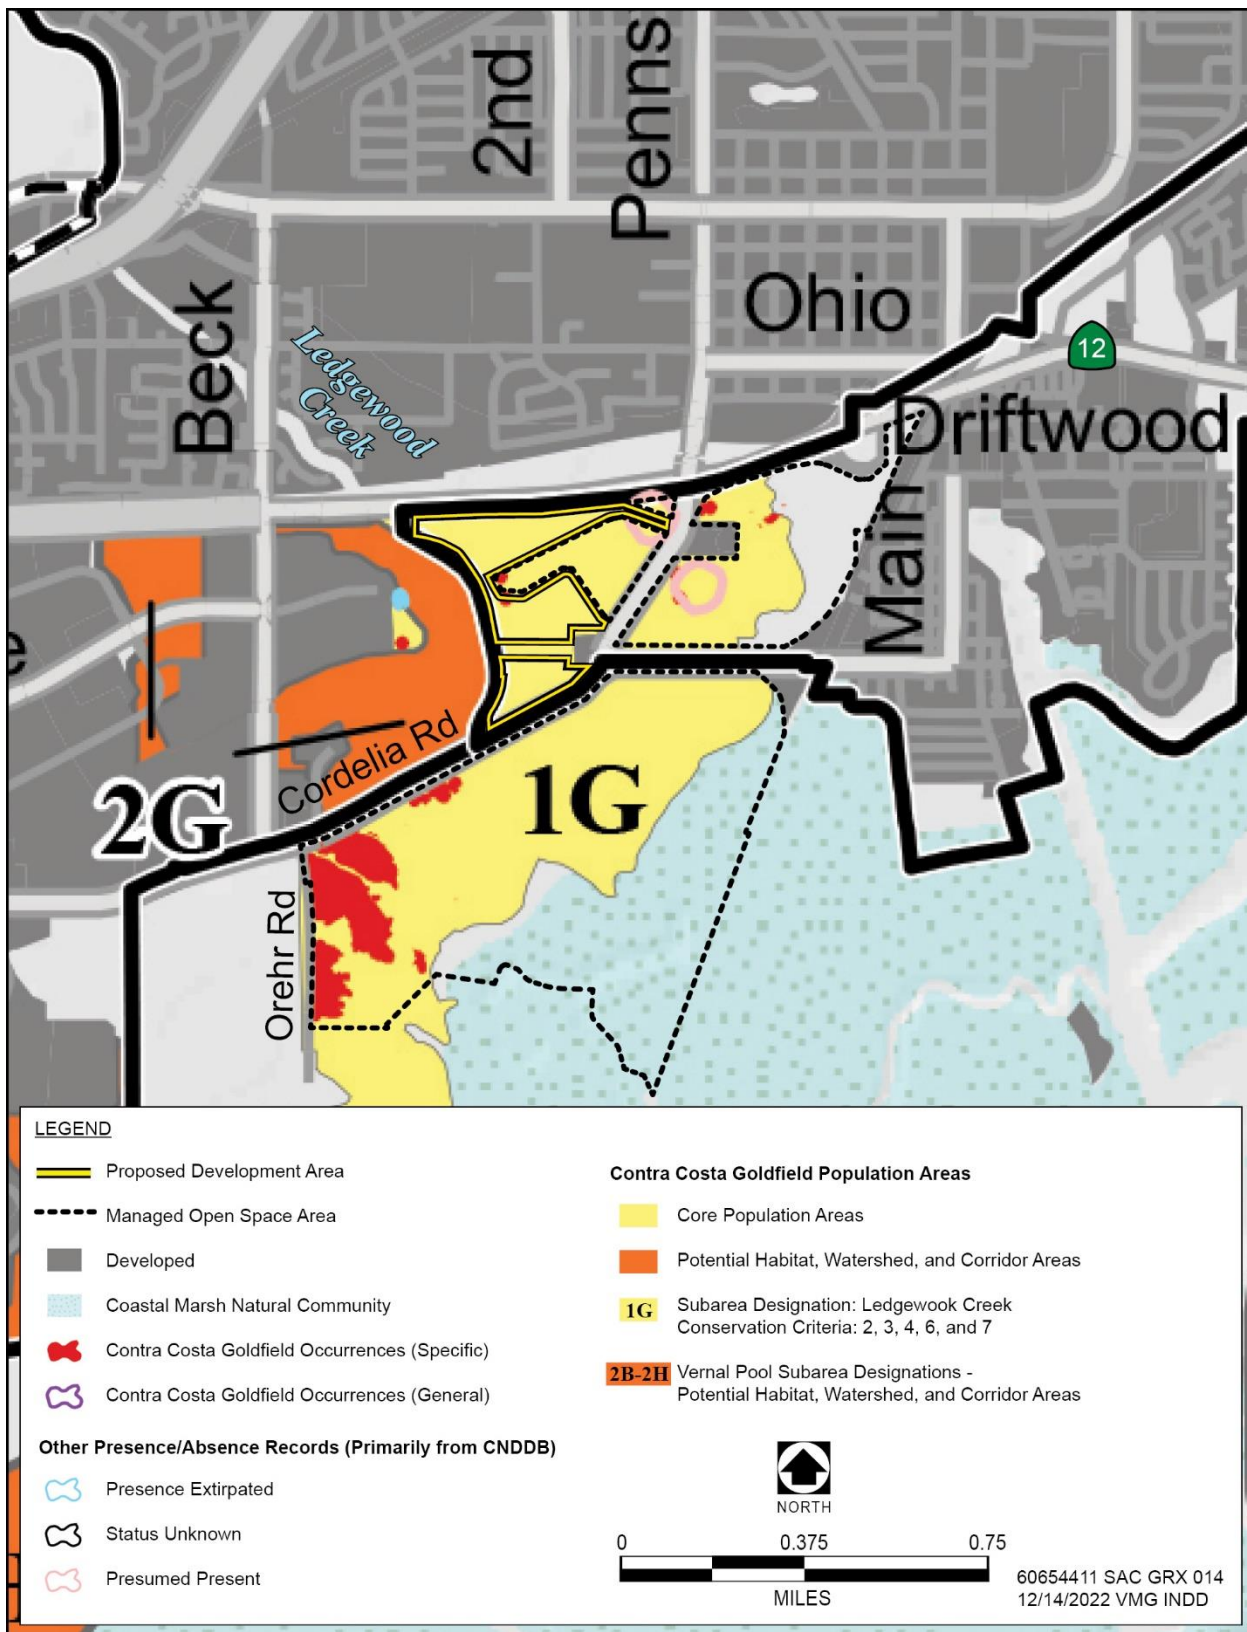 2nd
Penns
Beck
Ohio
Ledgewood
Creek
12
Driftwood
Main
e
Cordelia Rd
2G
1G
Orehr Rd
LEGEND
Proposed Development Area
Managed Open Space Area
Developed
Coastal Marsh Natural Community
Contra Costa Goldfield Occurrences (Specific)
Contra Costa Goldfield Occurrences (General)
Other Presence/Absence Records (Primarily from CNDDB)
Presence Extirpated
Status Unknown
Presumed Present
Contra Costa Goldfield Population Areas
Core Population Areas
Potential Habitat, Watershed, and Corridor Areas
1G Subarea Designation: Ledgewook Creek
Conservation Criteria: 2, 3, 4, 6, and 7
2B-2H Vernal Pool Subarea Designations -
Potential Habitat, Watershed, and Corridor Areas
NORTH
0 0.375 0.75
MILES
60654411 SAC GRX 014
12/14/2022 VMG INDD